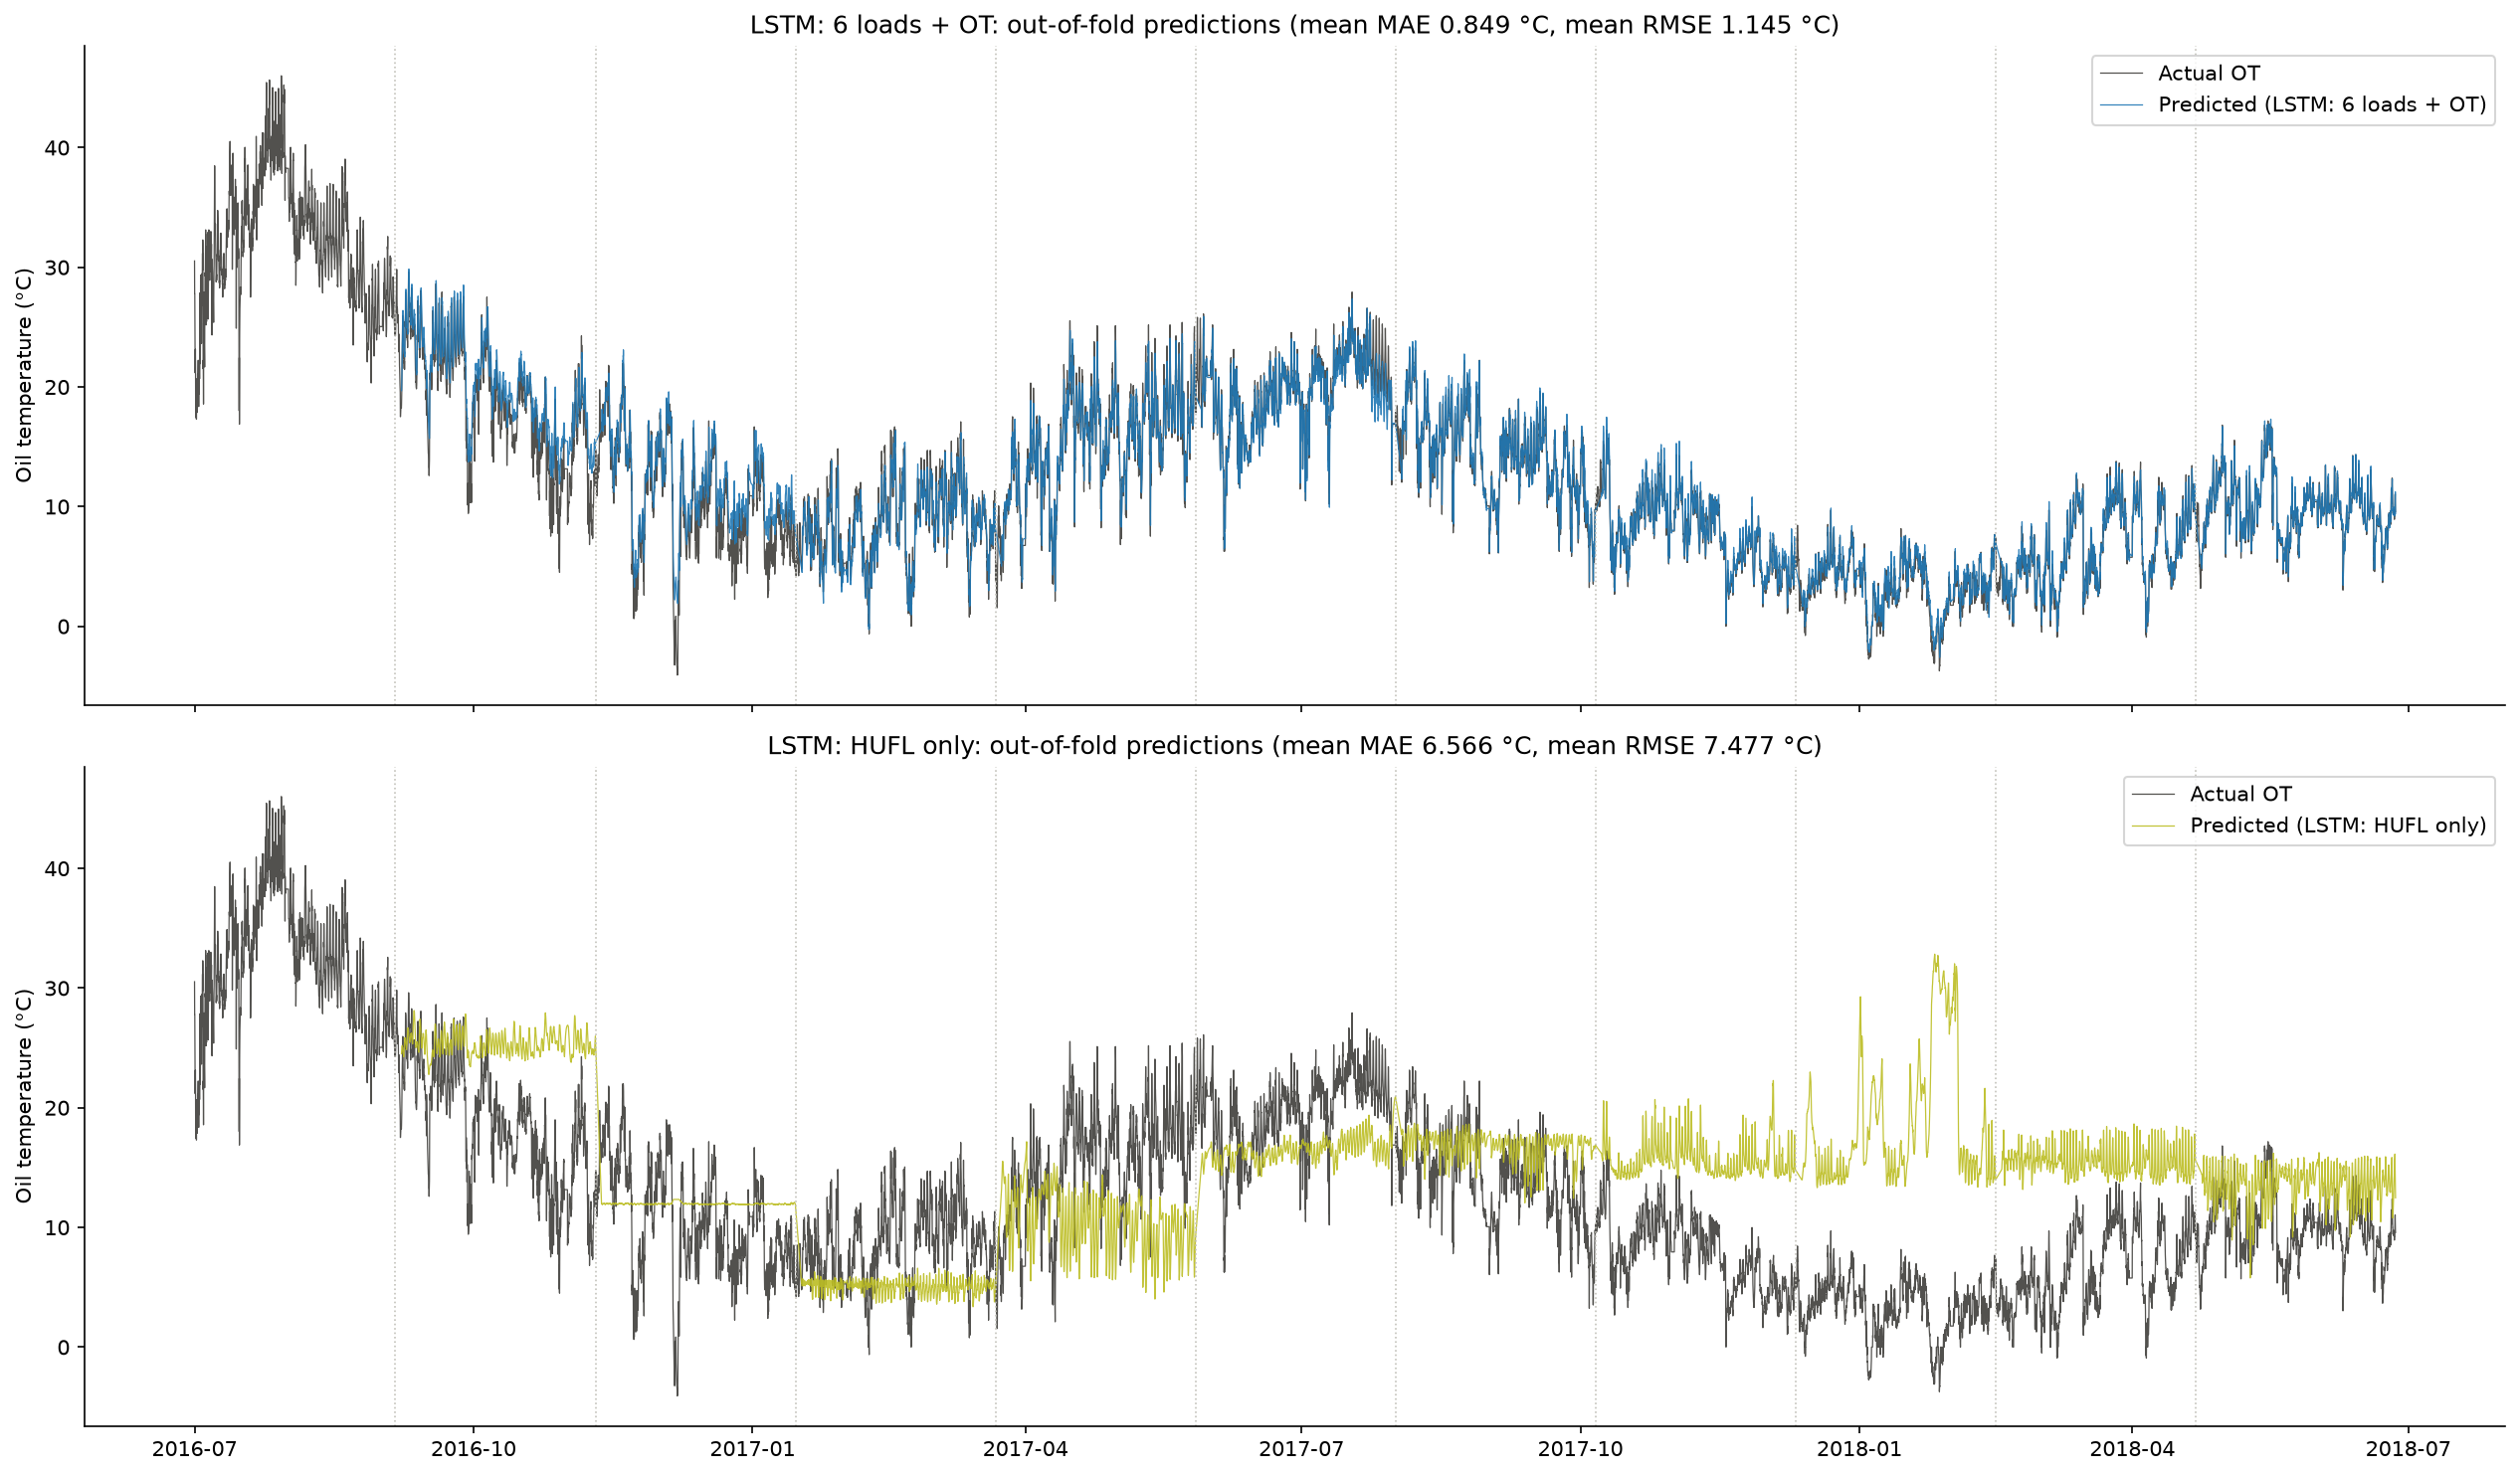 LSTM: 6 loads + OT: out-of-fold predictions (mean MAE 0.849 °C, mean RMSE 1.145 °C)
Actual OT
Predicted (LSTM: 6 loads + OT)
Oil temperature (°C)
40
30
20
10
0
LSTM: HUFL only: out-of-fold predictions (mean MAE 6.566 °C, mean RMSE 7.477 °C)
Actual OT
Predicted (LSTM: HUFL only)
Oil temperature (°C)
40
30
20
10
0
2016-07 2016-10 2017-01 2017-04 2017-07 2017-10 2018-01 2018-04 2018-07